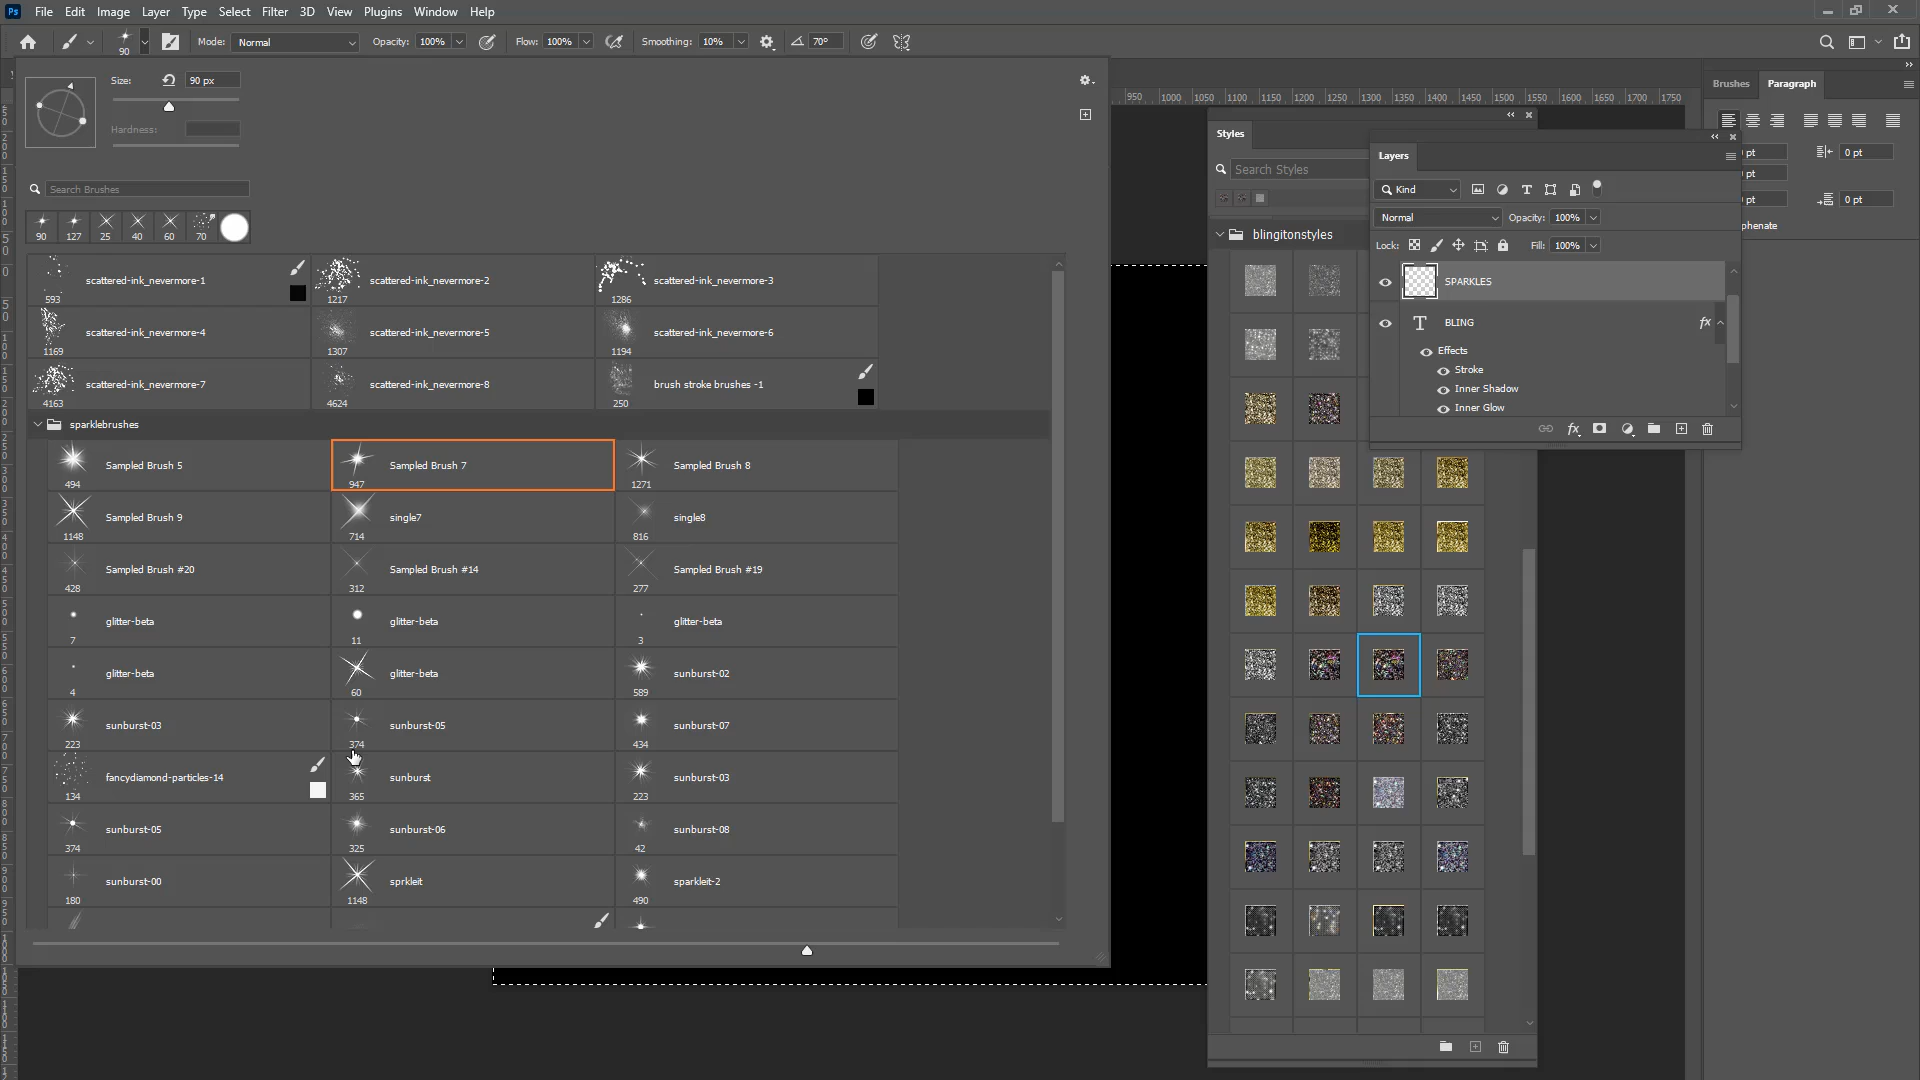 Ps File Edit Image Layer Type Select Filter 3D View Plugins Window Help
90 Mode: Normal Opacity: 100% Flow: 100% Smoothing: 10% 70°
Size: 90 px
Hardness:
Search Brushes
90 127 25 40 60 70
scattered-ink_nevermore-1 593
scattered-ink_nevermore-2 1217
scattered-ink_nevermore-3 1286
scattered-ink_nevermore-4 1169
scattered-ink_nevermore-5 1307
scattered-ink_nevermore-6 1194
scattered-ink_nevermore-7 4163
scattered-ink_nevermore-8 4624
brush stroke brushes -1 250
sparklebrushes
Sampled Brush 5 494
Sampled Brush 7 947
Sampled Brush 8 1271
Sampled Brush 9 1148
single7 714
single8 816
Sampled Brush #20 428
Sampled Brush #14 312
Sampled Brush #19 277
glitter-beta 7
glitter-beta 11
glitter-beta 3
glitter-beta 4
glitter-beta 60
sunburst-02 589
sunburst-03 223
sunburst-05 374
sunburst-07 434
fancydiamond-particles-14 134
sunburst 365
sunburst-03 223
sunburst-05 374
sunburst-06 325
sunburst-08 42
sunburst-00 180
sprkleit 1148
sparkleit-2 490
950 1000 1050 1100 1150 1200 1250 1300 1350 1400 1450 1500 1550 1600 1650 1700 1750
Styles
Search Styles
blingitonstyles
Layers
Kind
Normal Opacity: 100%
Lock: Fill: 100%
SPARKLES
T BLING fx
Effects
Stroke
Inner Shadow
Inner Glow
fx
Brushes Paragraph
pt 0 pt
pt
pt 0 pt
phenate